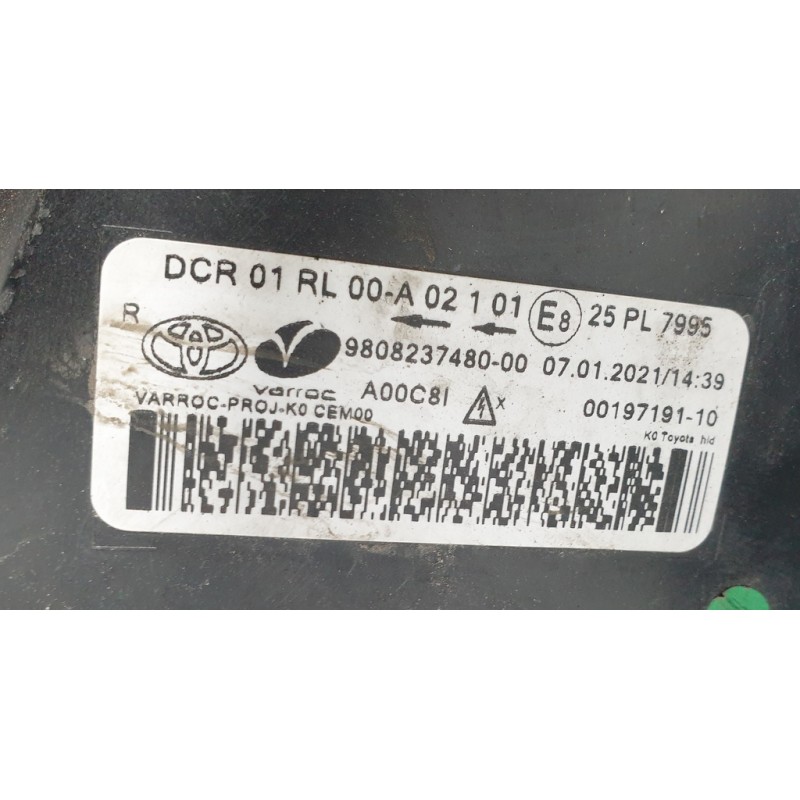 DCR 01 RL 00-A 02 1 01 E8 25 PL 7995
R
9808237480-00 07.01.2021/14:39
varroc A00C8I X 00197191-10
VARROC-PROJ-K0 CEM00
K0 Toyota hid